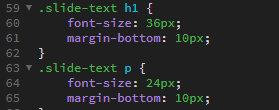 59 .slide-text h1 {
60 font-size: 36px;
61 margin-bottom: 10px;
62 }
63 .slide-text p {
64 font-size: 24px;
65 margin-bottom: 10px;